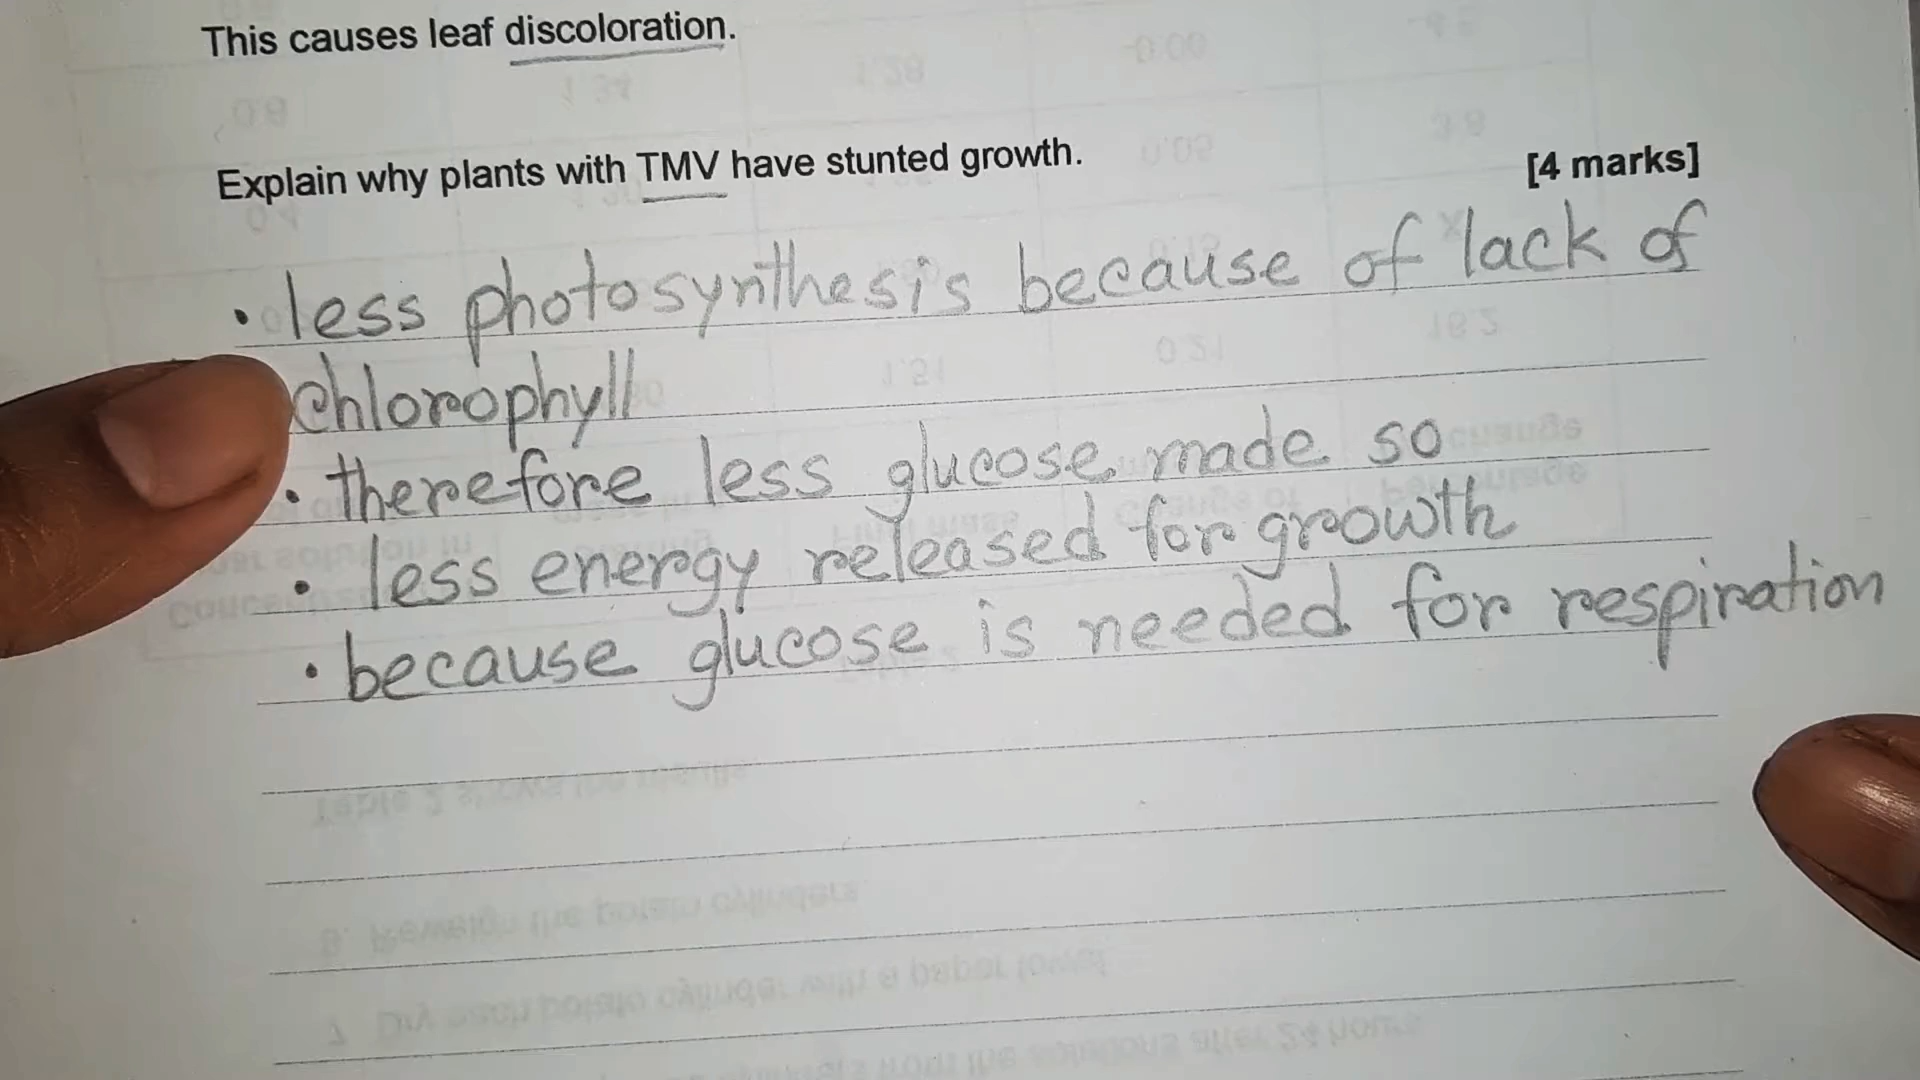 This causes leaf discoloration.
Explain why plants with TMV have stunted growth.
[4 marks]
• less photosynthesis because of lack of
chlorophyll
• therefore less glucose made so
• less energy released for growth
• because glucose is needed for respiration